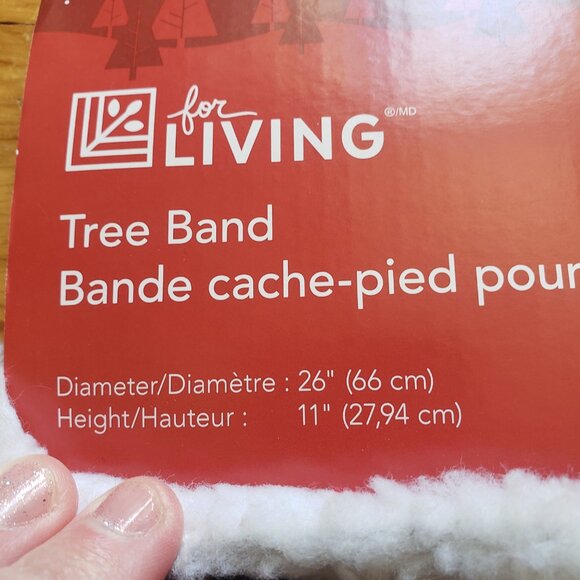 for
LIVING ®/MD
Tree Band
Bande cache-pied pour
Diameter/Diamètre : 26" (66 cm)
Height/Hauteur : 11" (27,94 cm)